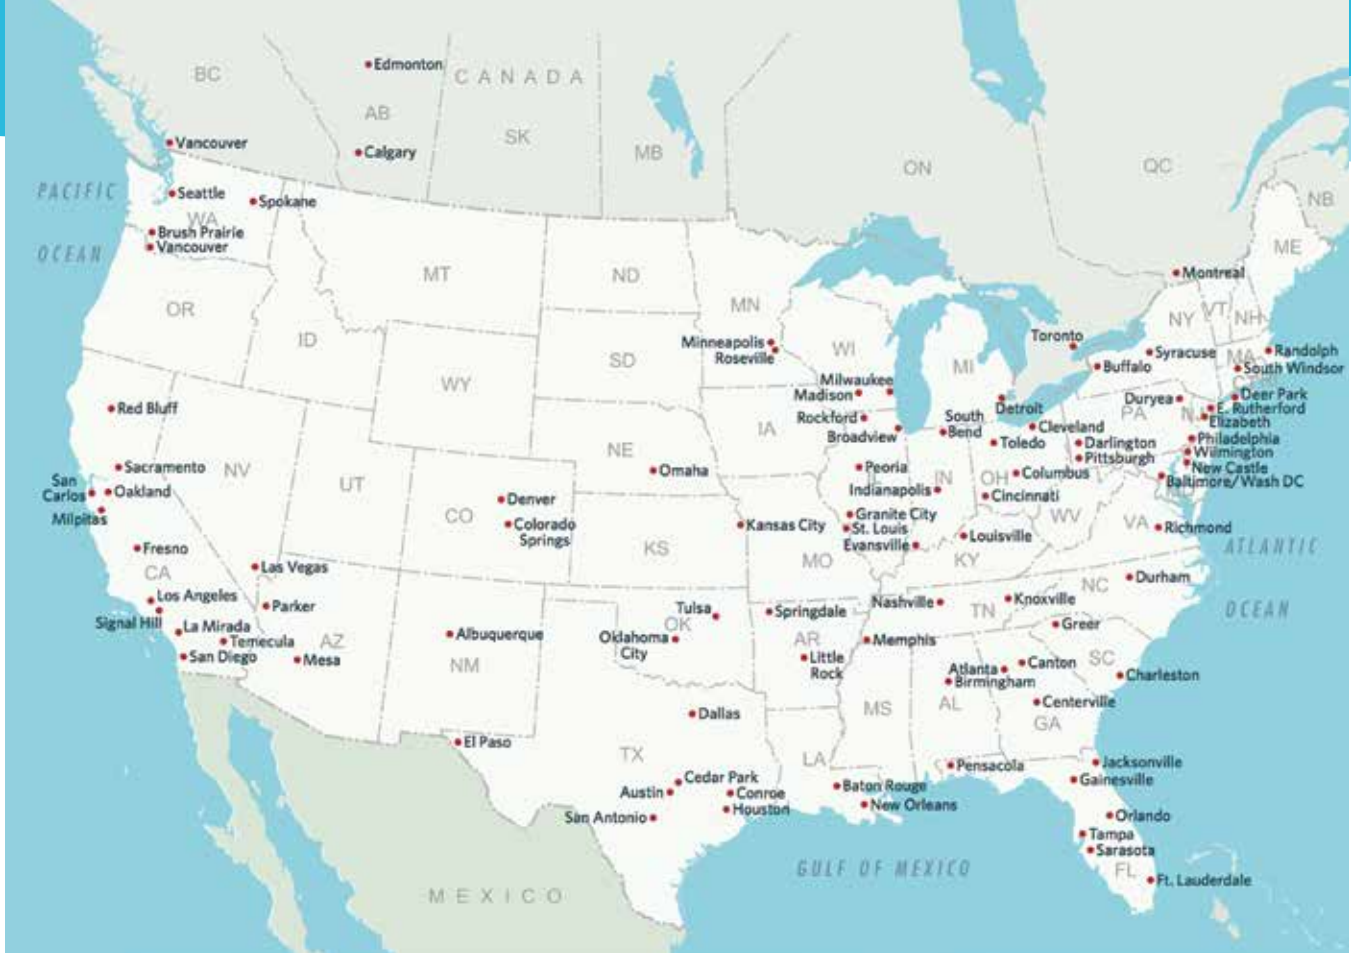 BC
Edmonton
CANADA
AB
SK
Vancouver
Calgary
MB
ON
QC
PACIFIC
OCEAN
Seattle
Spokane
WA
Brush Prairie
Vancouver
NB
ME
MT
ND
Montreal
OR
MN
NY
VT
NH
ID
SD
WI
MI
Minneapolis
Roseville
Toronto
Syracuse
Buffalo
MA
Randolph
South Windsor
WY
Milwaukee
Madison
Detroit
Duryea
PA
NJ
Deer Park
E. Rutherford
Elizabeth
Red Bluff
IA
Rockford
Broadview
South
Bend
Cleveland
Toledo
Darlington
Pittsburgh
Philadelphia
Wilmington
New Castle
Baltimore/Wash DC
NE
Omaha
Peoria
IN
Indianapolis
OH
Columbus
Cincinnati
Sacramento
San
Carlos
Oakland
Milpitas
NV
UT
CO
Denver
Colorado
Springs
Kansas City
Granite City
St. Louis
Evansville
Louisville
WV
VA
Richmond
ATLANTIC
OCEAN
Fresno
CA
Las Vegas
KS
MO
KY
Los Angeles
Signal Hill
La Mirada
Temecula
San Diego
Parker
AZ
Mesa
Albuquerque
NM
Tulsa
OK
Oklahoma
City
Springdale
AR
Little
Rock
Nashville
TN
Knoxville
NC
Durham
Greer
Memphis
SC
Charleston
Atlanta
Canton
Birmingham
AL
Centerville
GA
MS
Dallas
El Paso
TX
LA
Cedar Park
Austin
Conroe
Houston
San Antonio
Baton Rouge
New Orleans
Pensacola
Jacksonville
Gainesville
Orlando
Tampa
Sarasota
FL
Ft. Lauderdale
GULF OF MEXICO
MEXICO